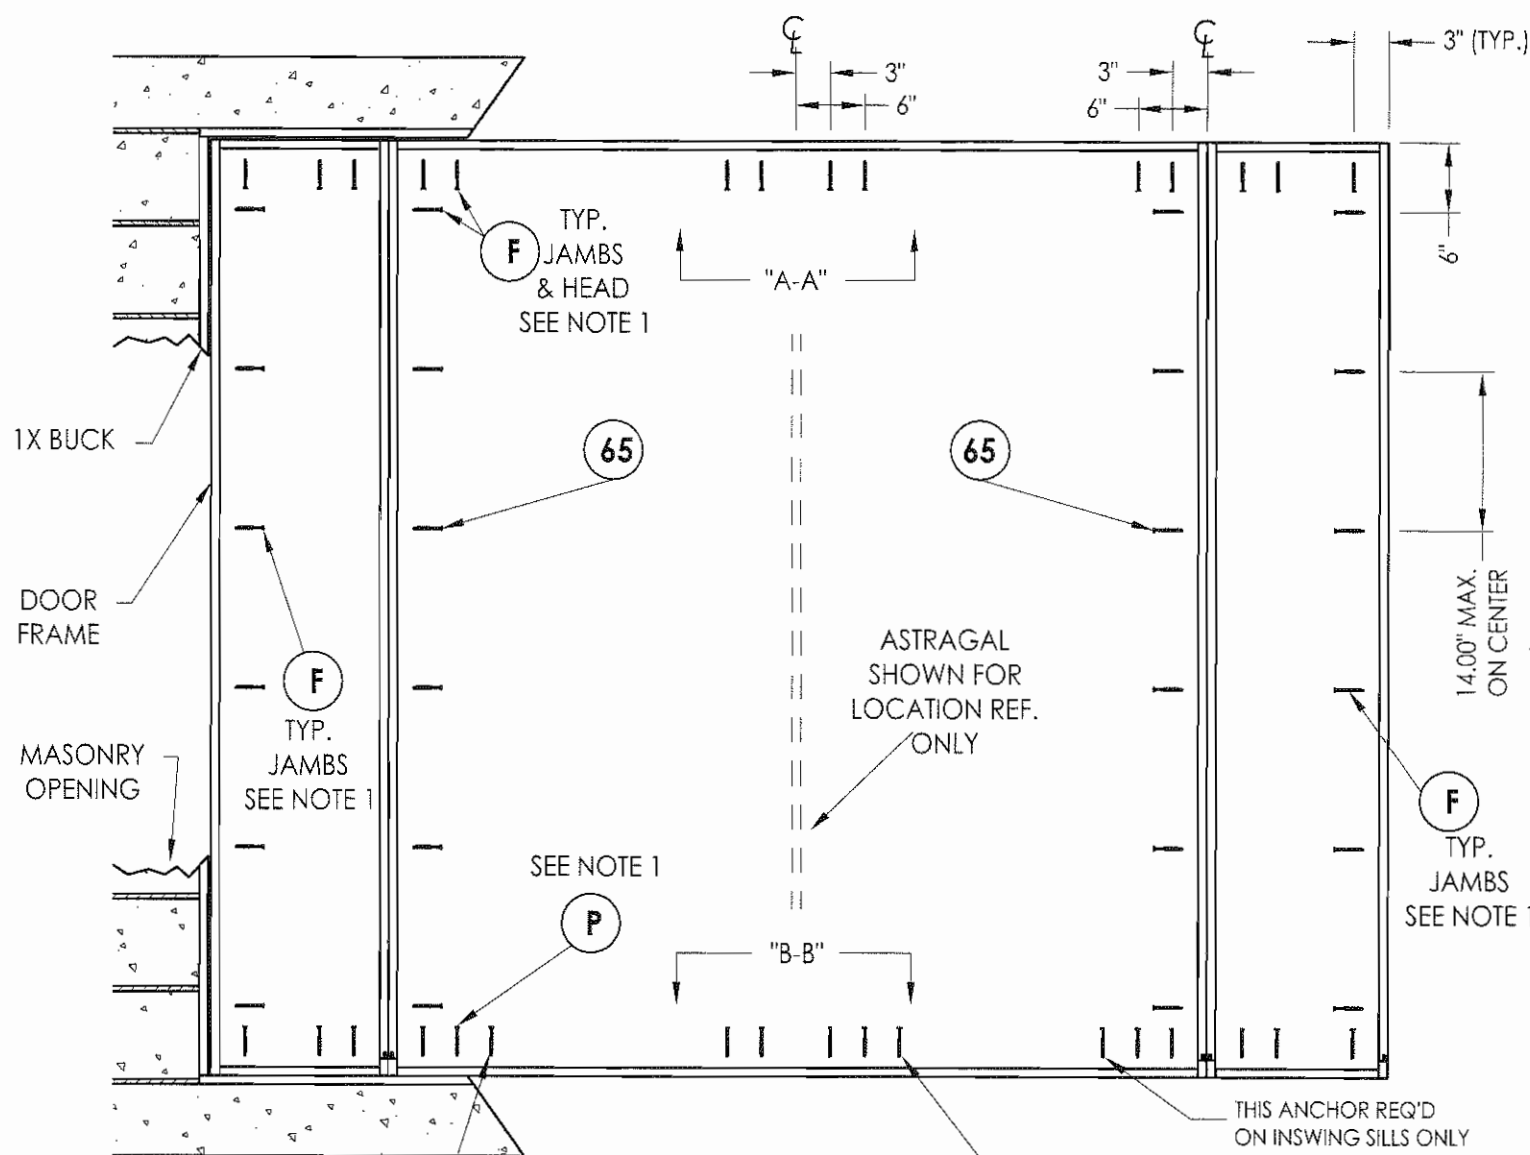 3" (TYP.)
3"
6"
3"
6"
6"
F
TYP.
JAMBS
& HEAD
SEE NOTE 1
"A-A"
1X BUCK
65
65
DOOR
FRAME
14.00" MAX.
ON CENTER
ASTRAGAL
SHOWN FOR
LOCATION REF.
ONLY
F
TYP.
JAMBS
SEE NOTE 1
MASONRY
OPENING
F
TYP.
JAMBS
SEE NOTE 1
SEE NOTE 1
P
"B-B"
THIS ANCHOR REQ'D
ON INSWING SILLS ONLY